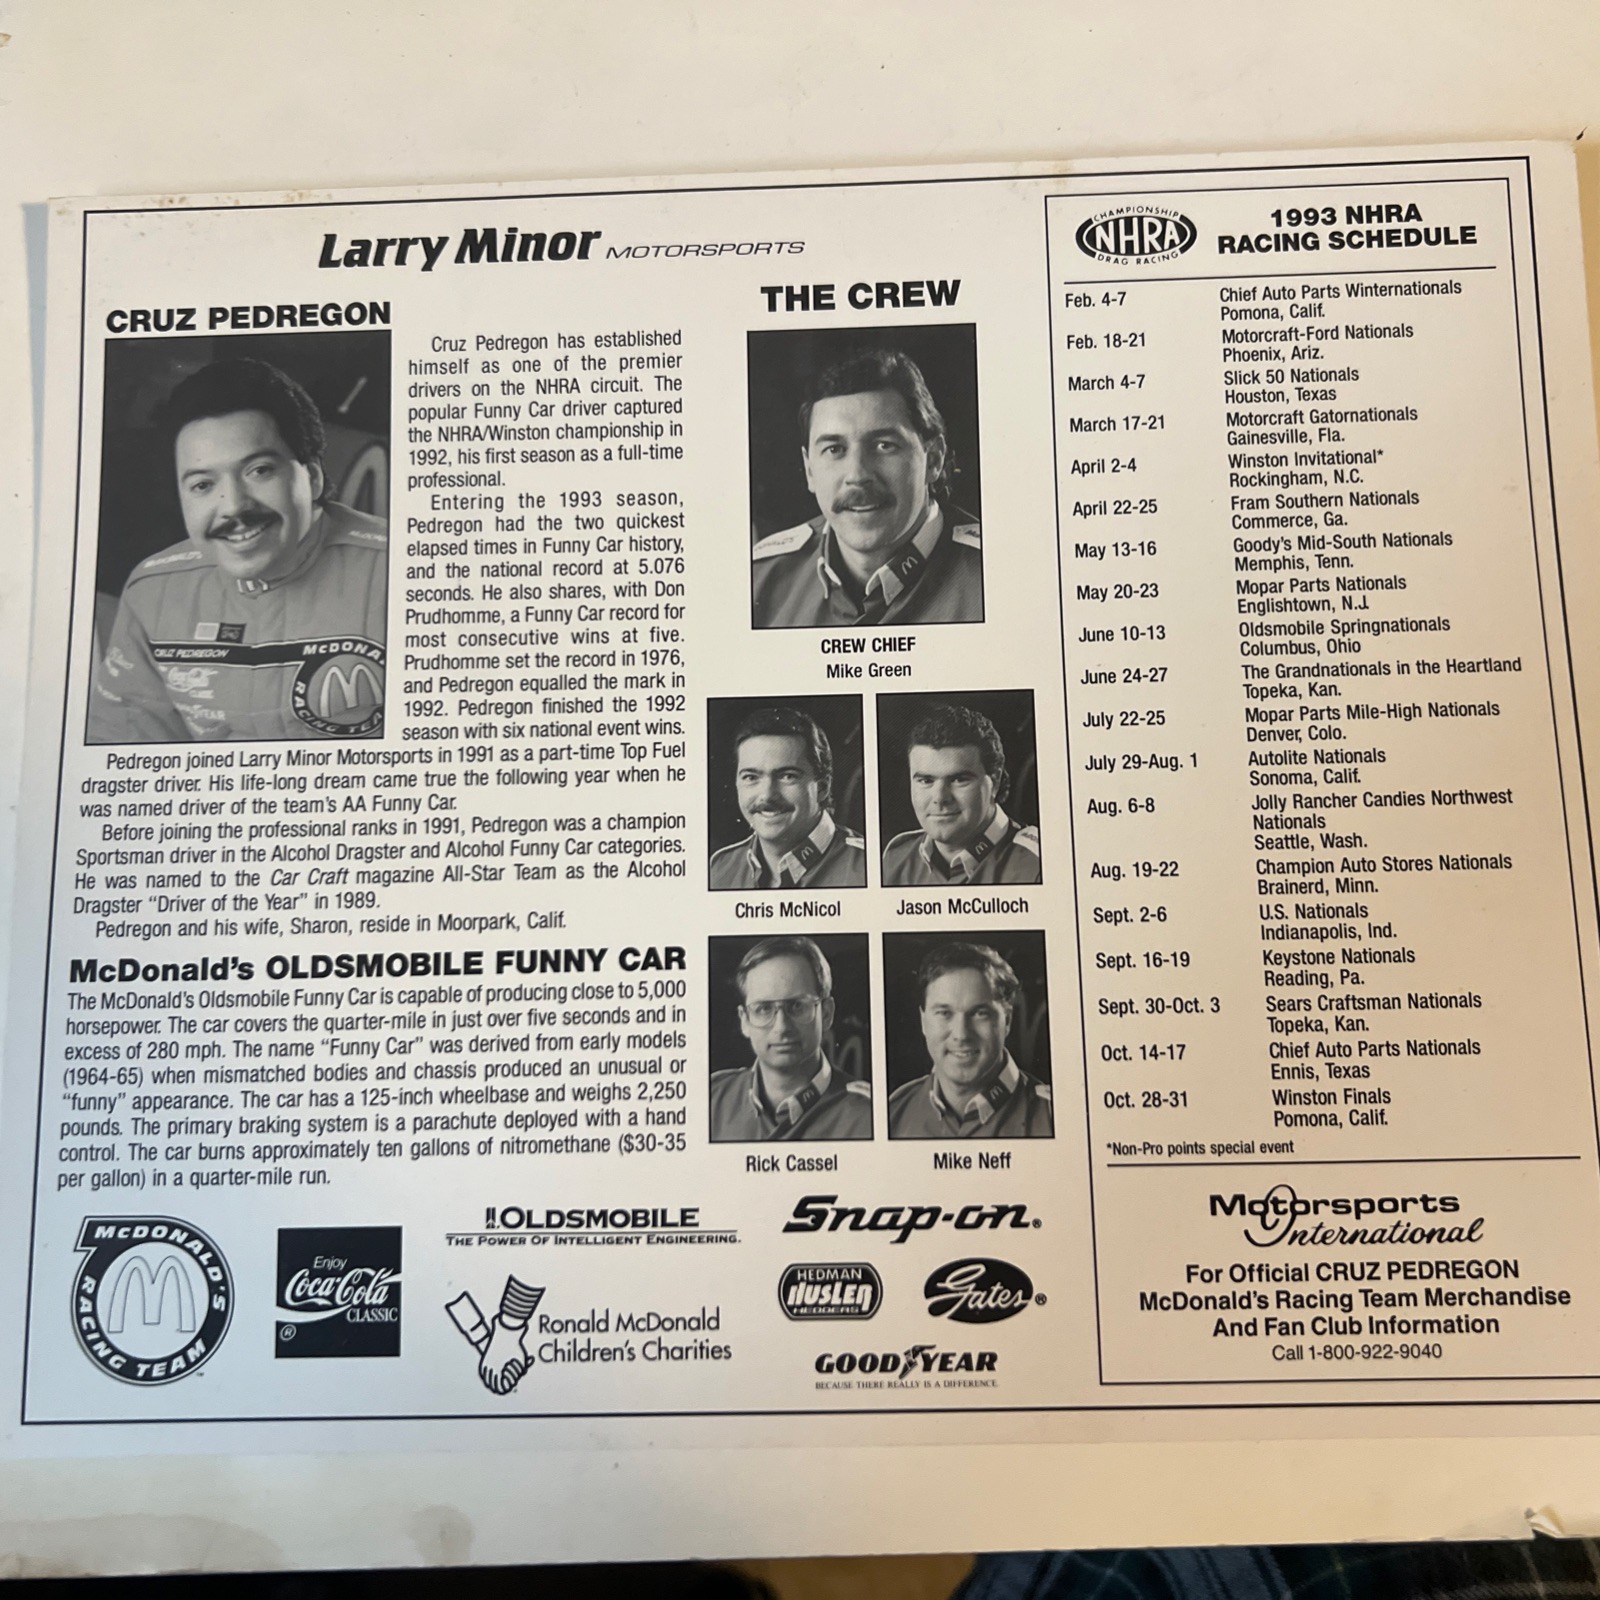 Larry Minor MOTORSPORTS
CRUZ PEDREGON
Cruz Pedregon has established
himself as one of the premier
drivers on the NHRA circuit. The
popular Funny Car driver captured
the NHRA/Winston championship in
1992, his first season as a full-time
professional.
Entering the 1993 season,
Pedregon had the two quickest
elapsed times in Funny Car history,
and the national record at 5.076
seconds. He also shares, with Don
Prudhomme, a Funny Car record for
most consecutive wins at five.
Prudhomme set the record in 1976,
and Pedregon equalled the mark in
1992. Pedregon finished the 1992
season with six national event wins.
Pedregon joined Larry Minor Motorsports in 1991 as a part-time Top Fuel
dragster driver. His life-long dream came true the following year when he
was named driver of the team's AA Funny Car.
Before joining the professional ranks in 1991, Pedregon was a champion
Sportsman driver in the Alcohol Dragster and Alcohol Funny Car categories.
He was named to the Car Craft magazine All-Star Team as the Alcohol
Dragster "Driver of the Year" in 1989.
Pedregon and his wife, Sharon, reside in Moorpark, Calif.
CRUZ PEDREGON
McDONA
RACING TEA
Coca-Cola
McDonald's OLDSMOBILE FUNNY CAR
The McDonald's Oldsmobile Funny Car is capable of producing close to 5,000
horsepower. The car covers the quarter-mile in just over five seconds and in
excess of 280 mph. The name "Funny Car" was derived from early models
(1964-65) when mismatched bodies and chassis produced an unusual or
"funny" appearance. The car has a 125-inch wheelbase and weighs 2,250
pounds. The primary braking system is a parachute deployed with a hand
control. The car burns approximately ten gallons of nitromethane ($30-35
per gallon) in a quarter-mile run.
THE CREW
CREW CHIEF
Mike Green
Chris McNicol
Jason McCulloch
Rick Cassel
Mike Neff
McDONALD'S
RACING TEAM
™
Enjoy
Coca-Cola
CLASSIC
®
OLDSMOBILE
THE POWER OF INTELLIGENT ENGINEERING.
Ronald McDonald
Children's Charities
Snap-on®
HEDMAN
HUSLER
HEDDERS
Gates®
GOODYEAR
BECAUSE THERE REALLY IS A DIFFERENCE.
CHAMPIONSHIP
NHRA
DRAG RACING
1993 NHRA
RACING SCHEDULE
Feb. 4-7 Chief Auto Parts Winternationals
Pomona, Calif.
Feb. 18-21 Motorcraft-Ford Nationals
Phoenix, Ariz.
March 4-7 Slick 50 Nationals
Houston, Texas
March 17-21 Motorcraft Gatornationals
Gainesville, Fla.
April 2-4 Winston Invitational*
Rockingham, N.C.
April 22-25 Fram Southern Nationals
Commerce, Ga.
May 13-16 Goody's Mid-South Nationals
Memphis, Tenn.
May 20-23 Mopar Parts Nationals
Englishtown, N.J.
June 10-13 Oldsmobile Springnationals
Columbus, Ohio
June 24-27 The Grandnationals in the Heartland
Topeka, Kan.
July 22-25 Mopar Parts Mile-High Nationals
Denver, Colo.
July 29-Aug. 1 Autolite Nationals
Sonoma, Calif.
Aug. 6-8 Jolly Rancher Candies Northwest
Nationals
Seattle, Wash.
Aug. 19-22 Champion Auto Stores Nationals
Brainerd, Minn.
Sept. 2-6 U.S. Nationals
Indianapolis, Ind.
Sept. 16-19 Keystone Nationals
Reading, Pa.
Sept. 30-Oct. 3 Sears Craftsman Nationals
Topeka, Kan.
Oct. 14-17 Chief Auto Parts Nationals
Ennis, Texas
Oct. 28-31 Winston Finals
Pomona, Calif.
*Non-Pro points special event
Motorsports
International
For Official CRUZ PEDREGON
McDonald's Racing Team Merchandise
And Fan Club Information
Call 1-800-922-9040